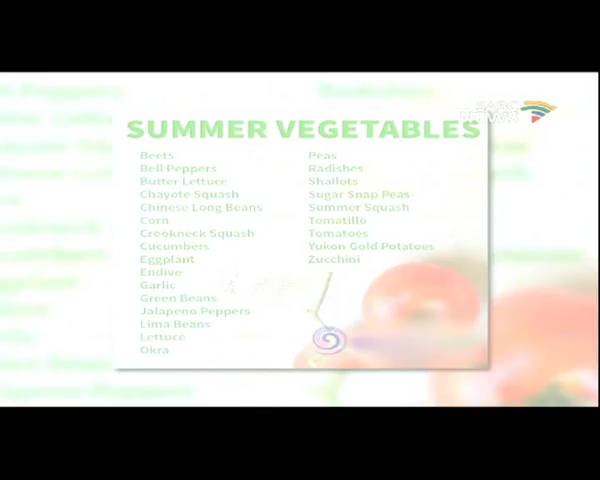 SABC
NEWS
SUMMER VEGETABLES
Beets
Bell Peppers
Butter Lettuce
Chayote Squash
Chinese Long Beans
Corn
Crookneck Squash
Cucumbers
Eggplant
Endive
Garlic
Green Beans
Jalapeno Peppers
Lima Beans
Lettuce
Okra
Peas
Radishes
Shallots
Sugar Snap Peas
Summer Squash
Tomatillo
Tomatoes
Yukon Gold Potatoes
Zucchini